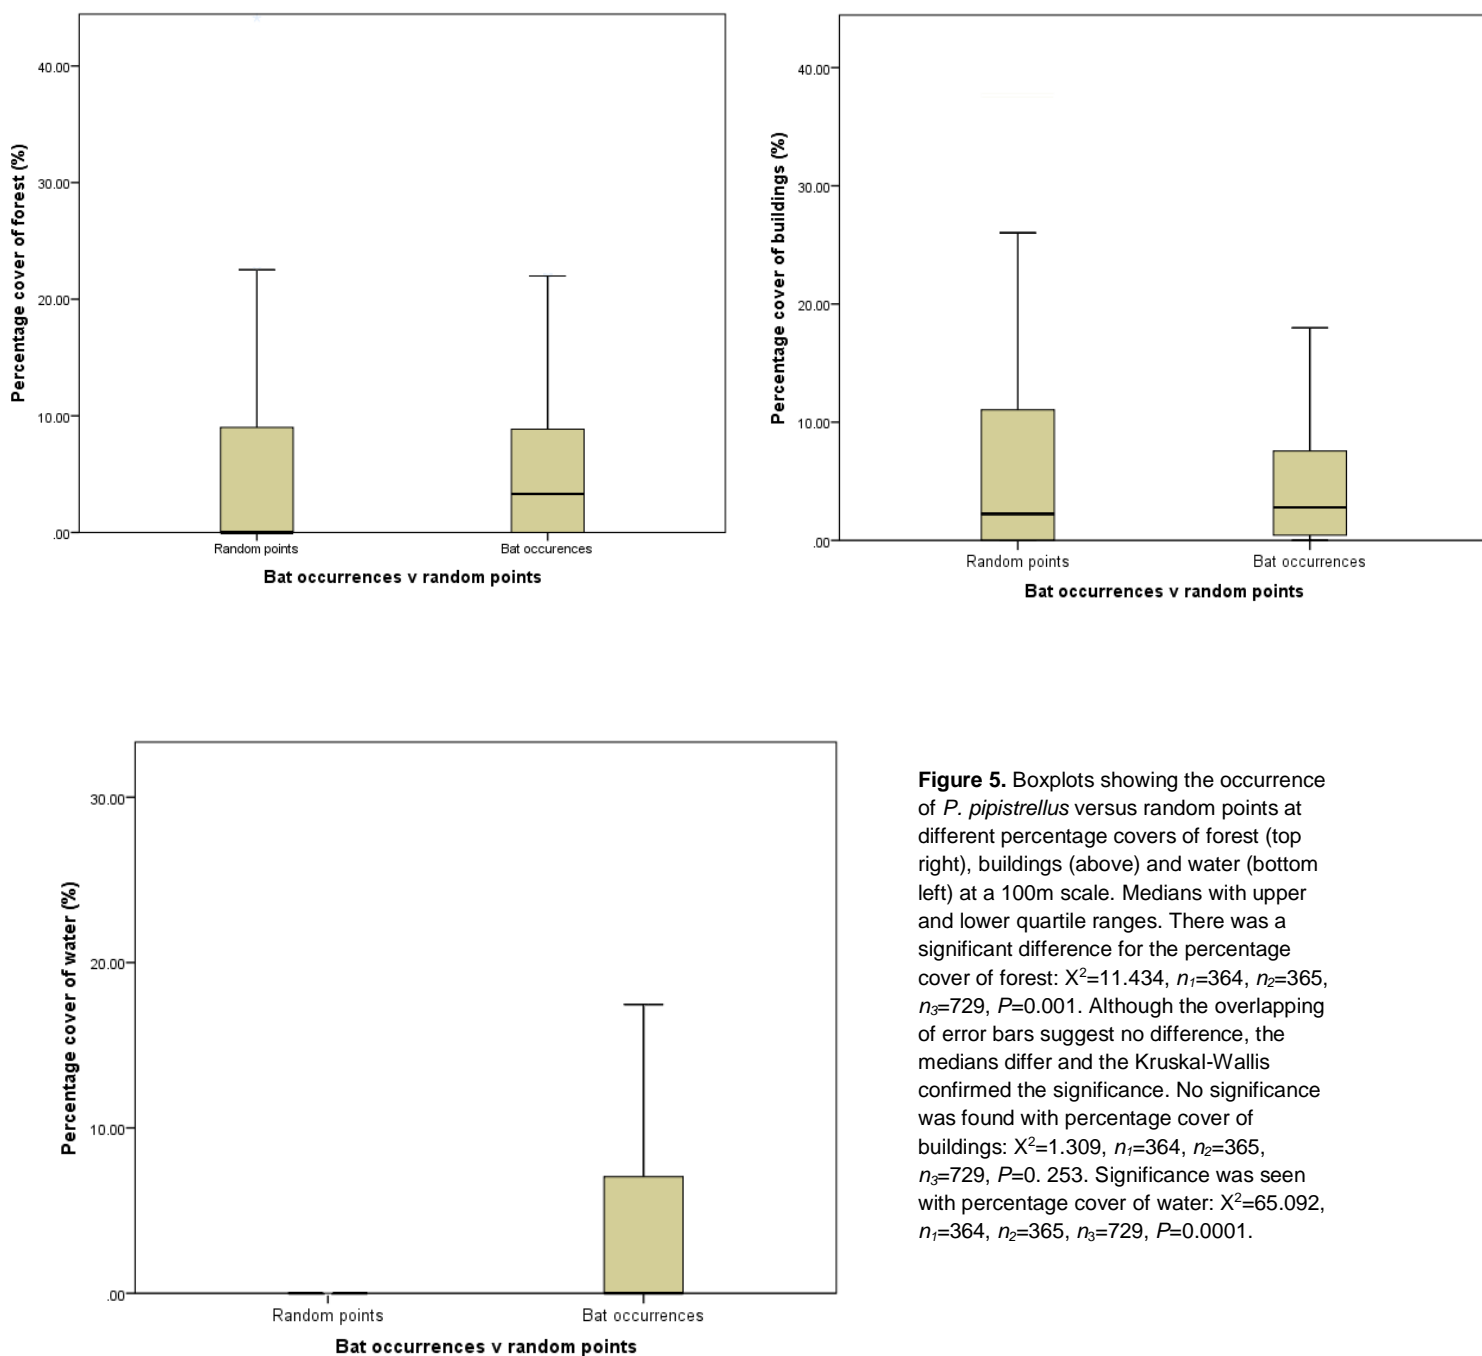 40.00
30.00
20.00
10.00
.00
Percentage cover of forest (%)
Random points
Bat occurences
Bat occurrences v random points
40.00
30.00
20.00
10.00
.00
Percentage cover of buildings (%)
Random points
Bat occurrences
Bat occurrences v random points
30.00
20.00
10.00
.00
Percentage cover of water (%)
Random points
Bat occurrences
Bat occurrences v random points
Figure 5. Boxplots showing the occurrence
of P. pipistrellus versus random points at
different percentage covers of forest (top
right), buildings (above) and water (bottom
left) at a 100m scale. Medians with upper
and lower quartile ranges. There was a
significant difference for the percentage
cover of forest: X²=11.434, n₁=364, n₂=365,
n₃=729, P=0.001. Although the overlapping
of error bars suggest no difference, the
medians differ and the Kruskal-Wallis
confirmed the significance. No significance
was found with percentage cover of
buildings: X²=1.309, n₁=364, n₂=365,
n₃=729, P=0. 253. Significance was seen
with percentage cover of water: X²=65.092,
n₁=364, n₂=365, n₃=729, P=0.0001.